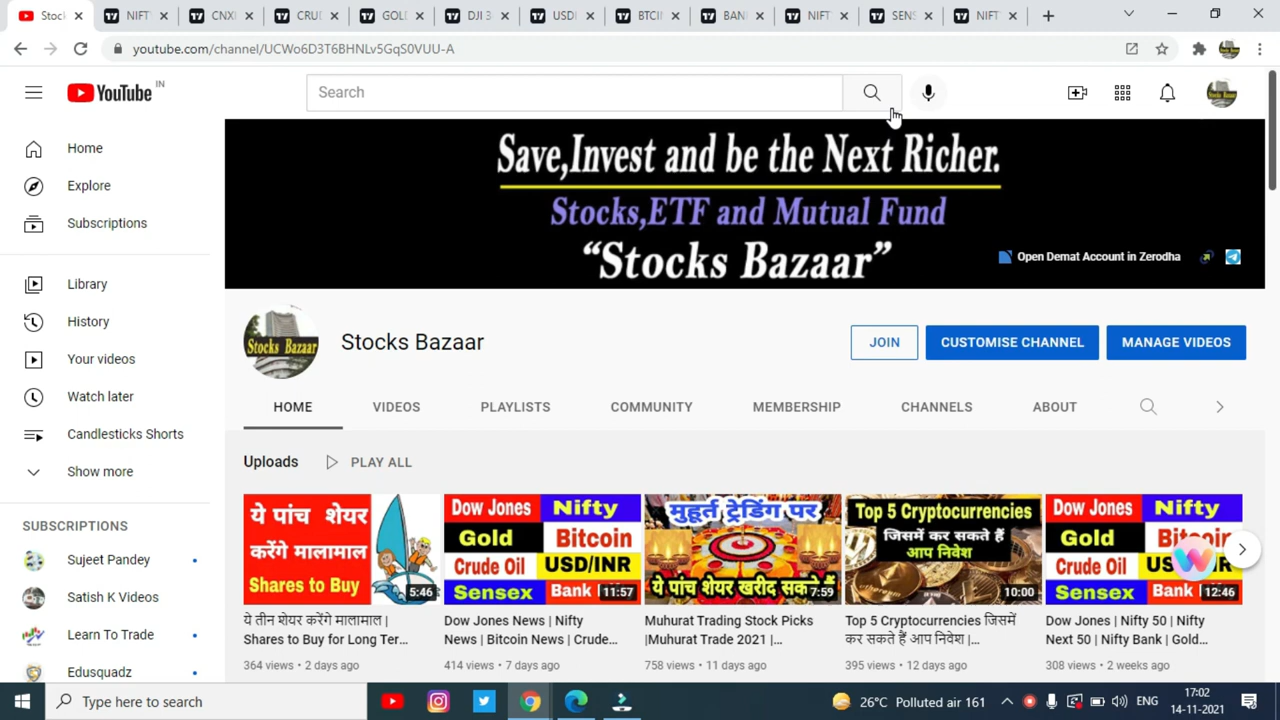 Stock
NIFTY
CNX
CRUD
GOL
DJI 3
USDI
BTCIN
BAN
NIFT
SENS
NIFT
youtube.com/channel/UCWo6D3T6BHNLv5GqS0VUU-A
YouTube IN
Search
Save,Invest and be the Next Richer.
Stocks,ETF and Mutual Fund
“Stocks Bazaar”
Open Demat Account in Zerodha
Home
Explore
Subscriptions
Library
History
Your videos
Watch later
Candlesticks Shorts
Show more
SUBSCRIPTIONS
Sujeet Pandey
Satish K Videos
Learn To Trade
Edusquadz
Stocks Bazaar
Stocks Bazaar
JOIN
CUSTOMISE CHANNEL
MANAGE VIDEOS
HOME
VIDEOS
PLAYLISTS
COMMUNITY
MEMBERSHIP
CHANNELS
ABOUT
Uploads
PLAY ALL
ये पांच शेयर
करेंगे मालामाल
Shares to Buy
5:46
ये तीन शेयर करेंगे मालामाल |
Shares to Buy for Long Ter...
364 views • 2 days ago
Dow Jones Nifty
Gold Bitcoin
Crude Oil USD/INR
Sensex Bank
11:57
Dow Jones News | Nifty
News | Bitcoin News | Crude...
414 views • 7 days ago
मुहूर्त ट्रेडिंग पर
ये पांच शेयर खरीद सकते हैं
7:59
Muhurat Trading Stock Picks
|Muhurat Trade 2021 |...
758 views • 11 days ago
Top 5 Cryptocurrencies
जिसमें कर सकते हैं
आप निवेश
10:00
Top 5 Cryptocurrencies जिसमें
कर सकते हैं आप निवेश |...
395 views • 12 days ago
Dow Jones Nifty
Gold Bitcoin
Crude Oil US
Sensex Bank
12:46
Dow Jones | Nifty 50 | Nifty
Next 50 | Nifty Bank | Gold...
308 views • 2 weeks ago
Type here to search
26°C Polluted air 161
ENG
17:02
14-11-2021